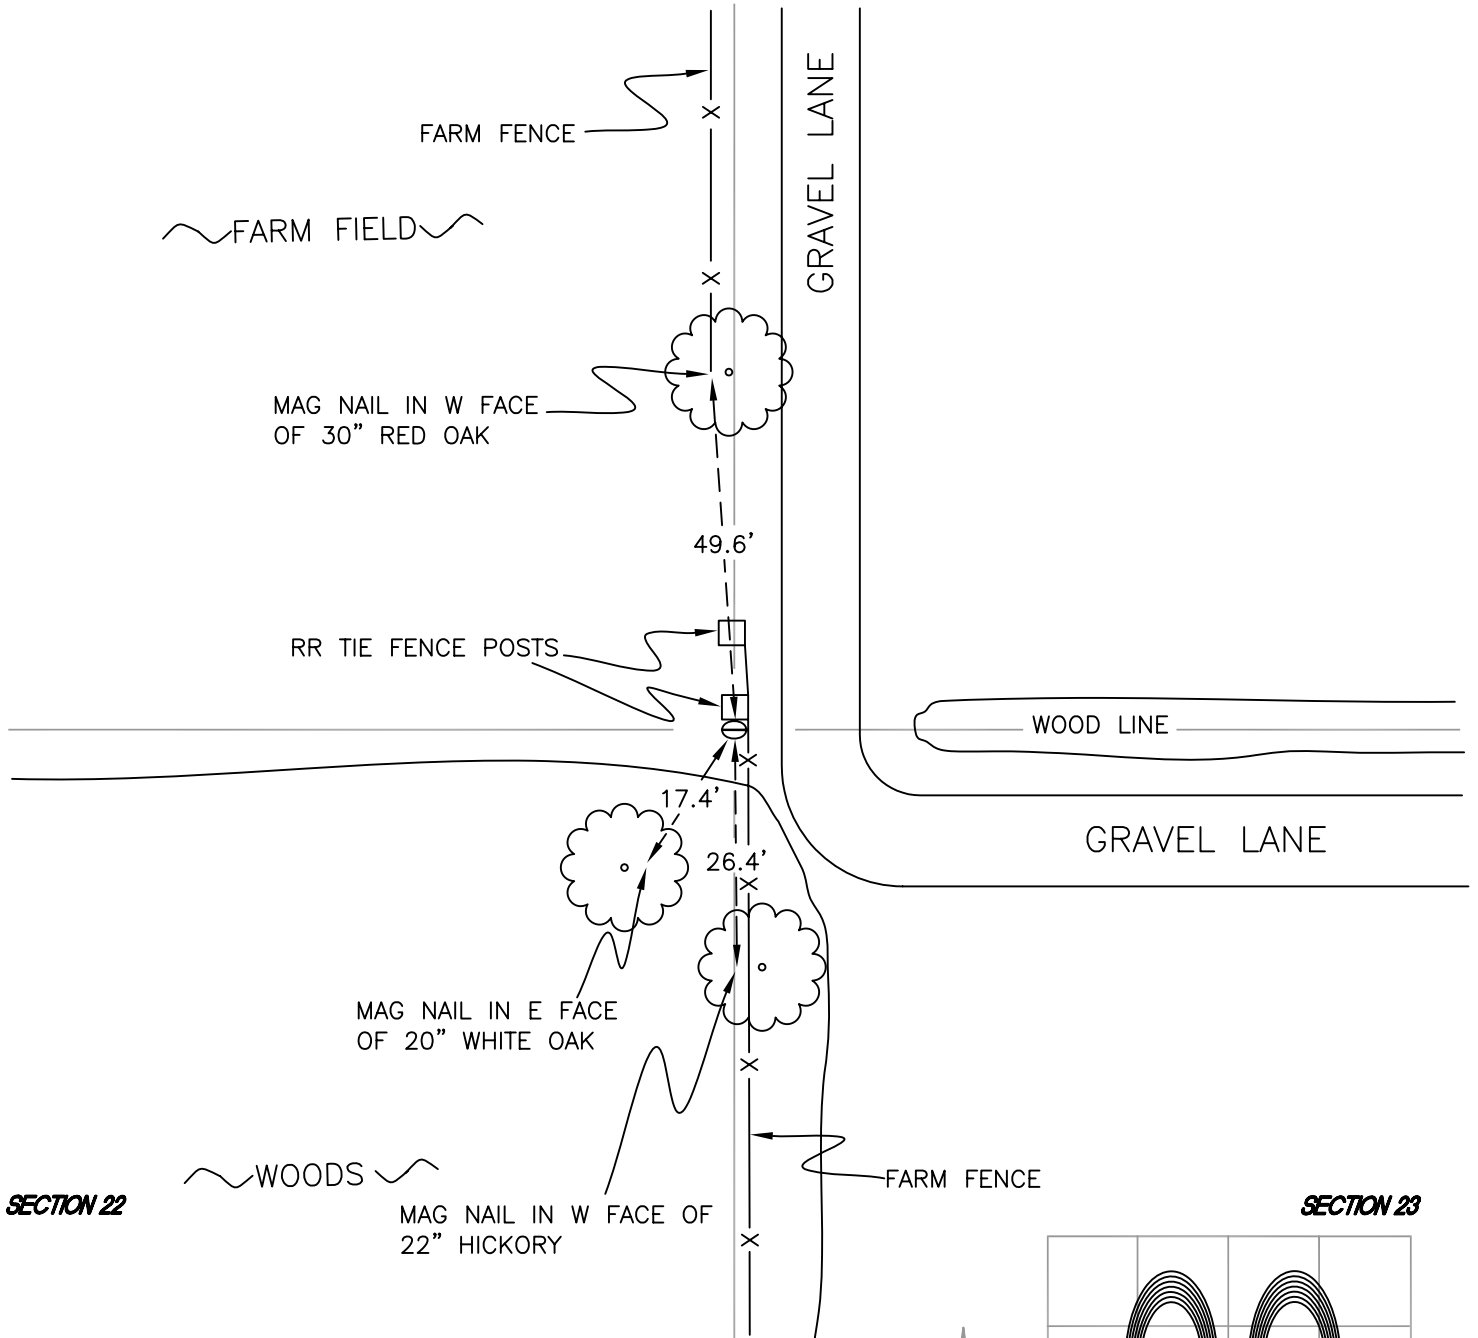 GRAVEL LANE
FARM FENCE
FARM FIELD
MAG NAIL IN W FACE
OF 30” RED OAK
49.6’
RR TIE FENCE POSTS
WOOD LINE
17.4’
GRAVEL LANE
26.4’
MAG NAIL IN E FACE
OF 20” WHITE OAK
WOODS
FARM FENCE
SECTION 22
SECTION 23
MAG NAIL IN W FACE OF
22” HICKORY